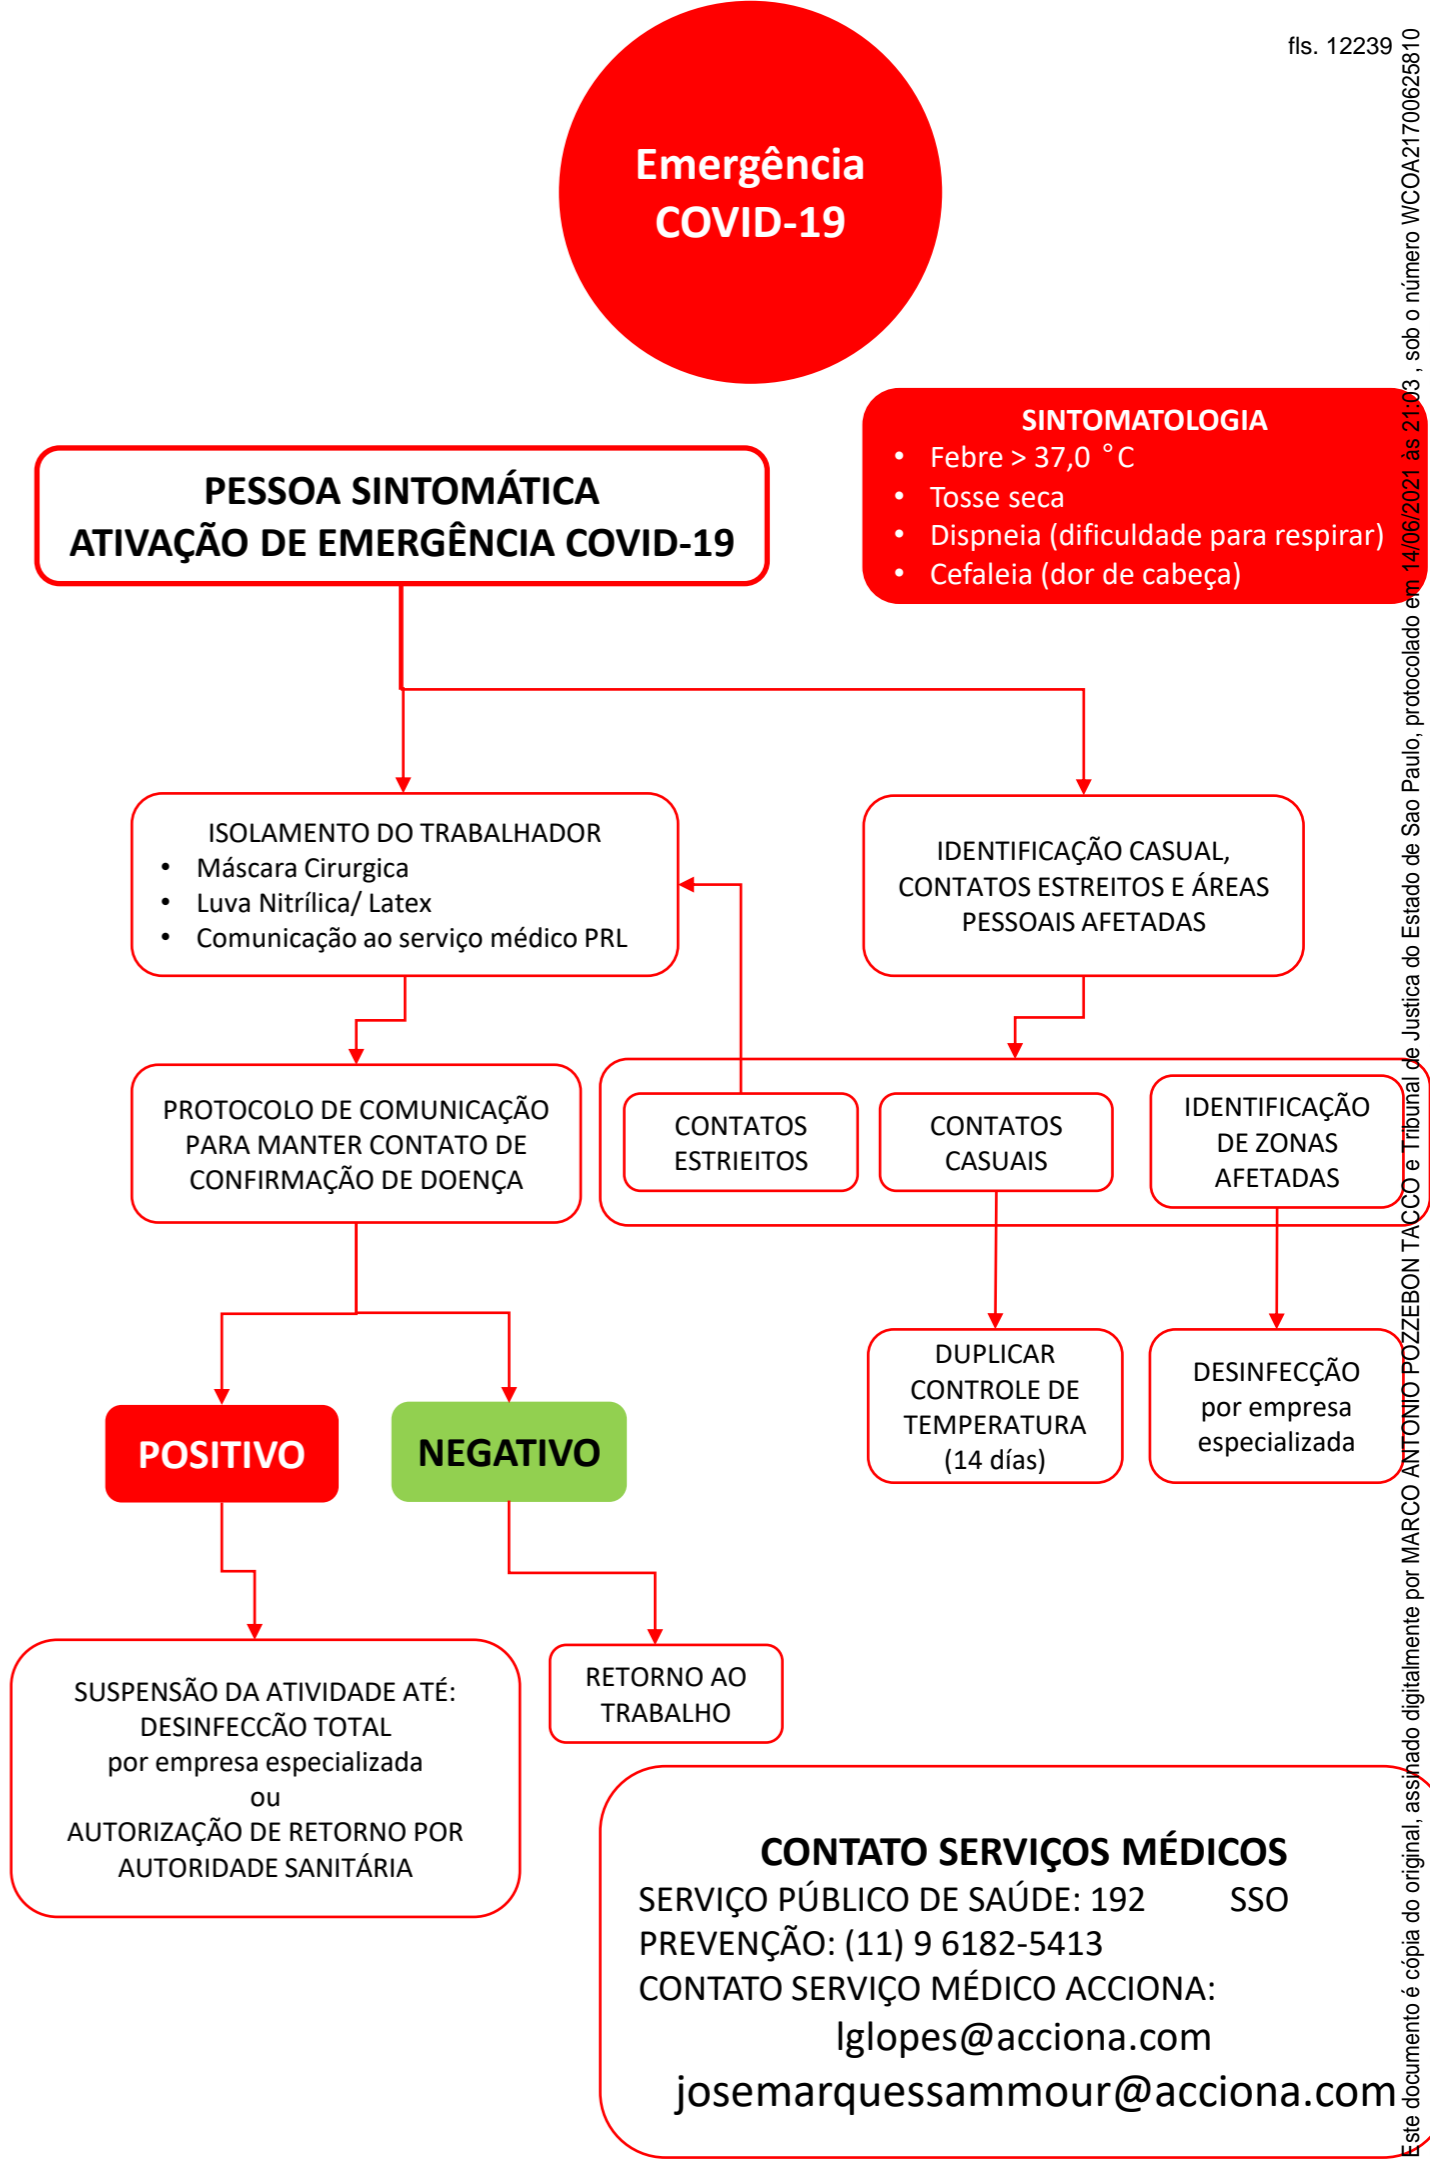 fls. 12239
Emergência
COVID-19
SINTOMATOLOGIA
• Febre > 37,0 °C
• Tosse seca
• Dispneia (dificuldade para respirar)
• Cefaleia (dor de cabeça)
PESSOA SINTOMÁTICA
ATIVAÇÃO DE EMERGÊNCIA COVID-19
ISOLAMENTO DO TRABALHADOR
• Máscara Cirurgica
• Luva Nitrílica/ Latex
• Comunicação ao serviço médico PRL
IDENTIFICAÇÃO CASUAL,
CONTATOS ESTREITOS E ÁREAS
PESSOAIS AFETADAS
PROTOCOLO DE COMUNICAÇÃO
PARA MANTER CONTATO DE
CONFIRMAÇÃO DE DOENÇA
CONTATOS
ESTRIEITOS
CONTATOS
CASUAIS
IDENTIFICAÇÃO
DE ZONAS
AFETADAS
DUPLICAR
CONTROLE DE
TEMPERATURA
(14 días)
DESINFECÇÃO
por empresa
especializada
POSITIVO
NEGATIVO
SUSPENSÃO DA ATIVIDADE ATÉ:
DESINFECCÃO TOTAL
por empresa especializada
ou
AUTORIZAÇÃO DE RETORNO POR
AUTORIDADE SANITÁRIA
RETORNO AO
TRABALHO
CONTATO SERVIÇOS MÉDICOS
SERVIÇO PÚBLICO DE SAÚDE: 192 SSO
PREVENÇÃO: (11) 9 6182-5413
CONTATO SERVIÇO MÉDICO ACCIONA:
lglopes@acciona.com
josemarquessammour@acciona.com
Este documento é cópia do original, assinado digitalmente por MARCO ANTONIO POZZEBON TACCO e Tribunal de Justica do Estado de Sao Paulo, protocolado em 14/06/2021 às 21:03 , sob o número WCOA21700625810